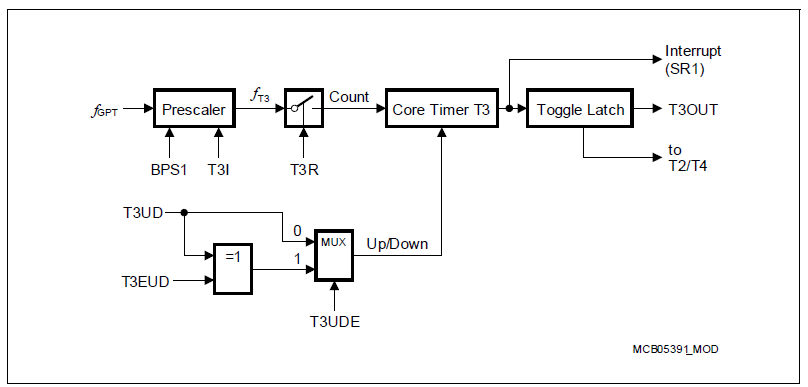 Interrupt
(SR1)
fGPT
Prescaler
fT3
Count
Core Timer T3
Toggle Latch
T3OUT
BPS1
T3I
T3R
to
T2/T4
T3UD
0
MUX
Up/Down
=1
1
T3EUD
T3UDE
MCB05391_MOD